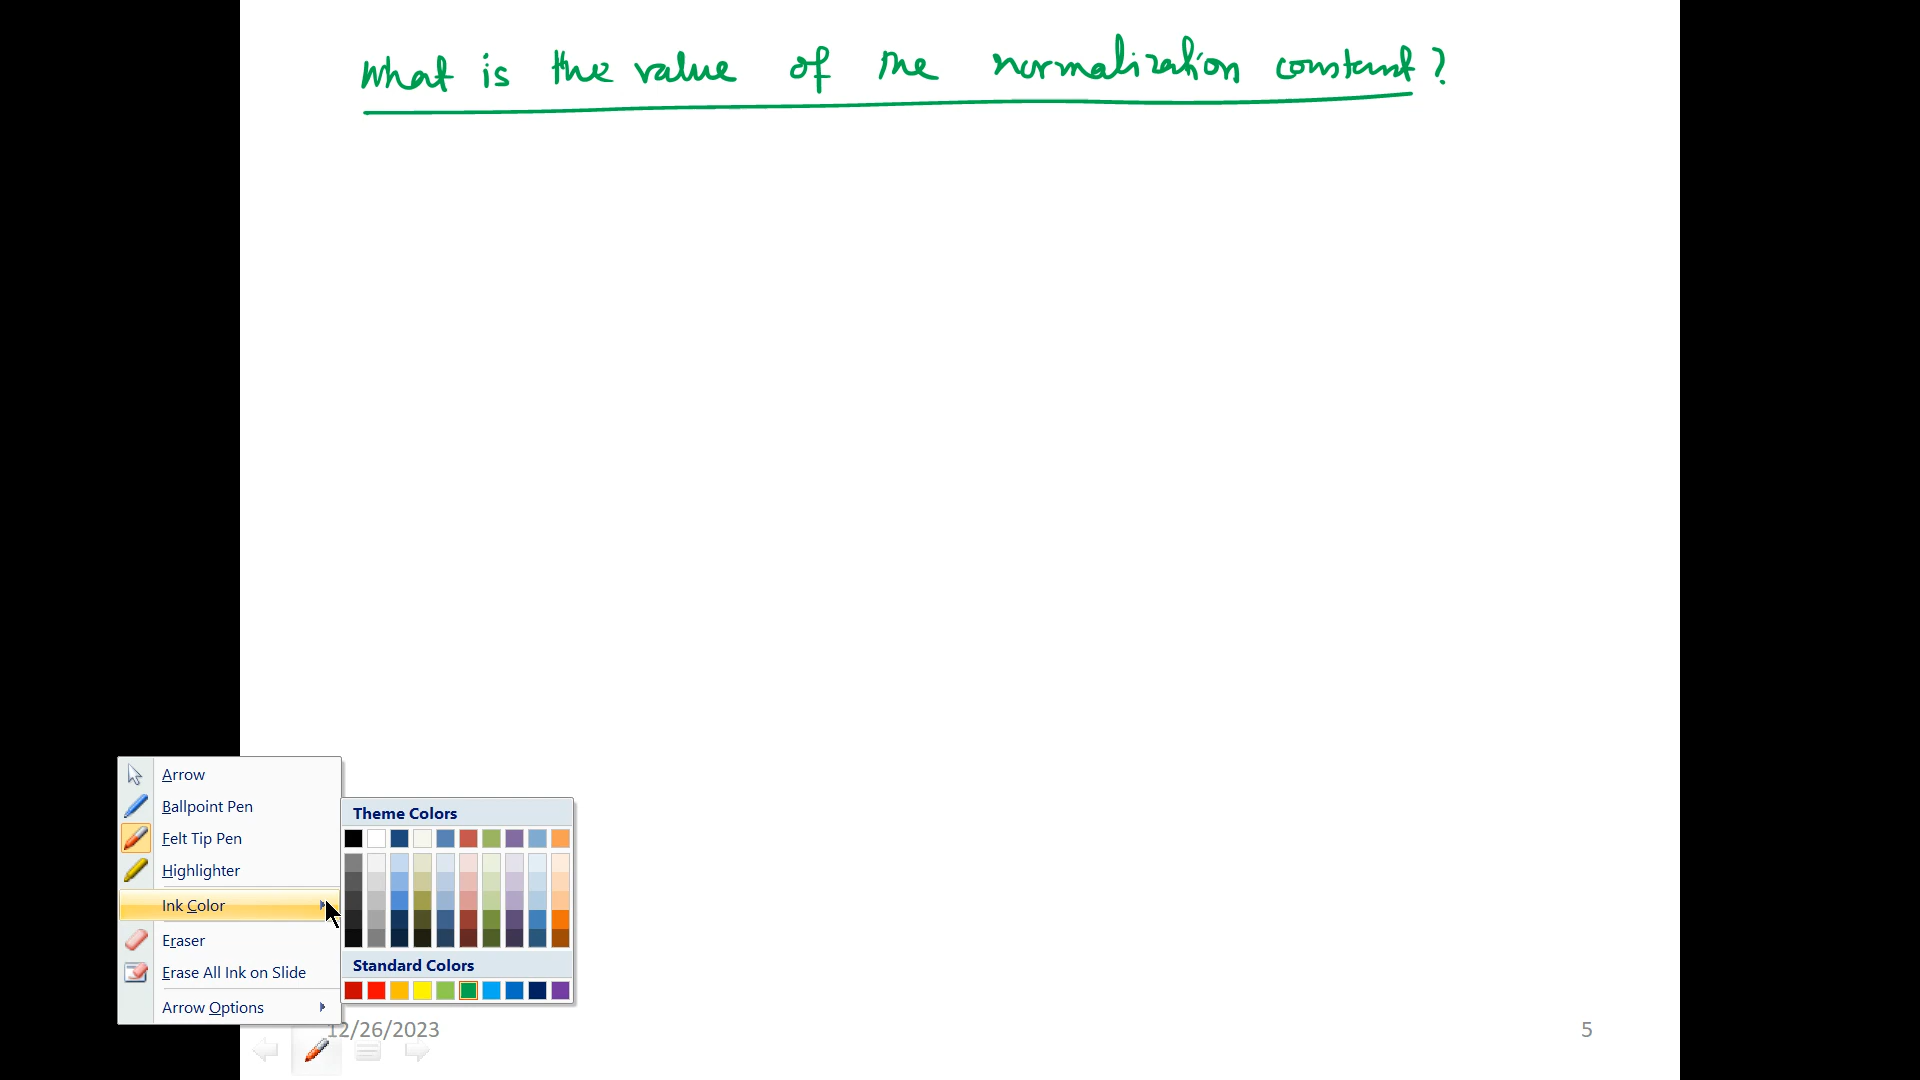 What is the value of the normalization constant ?
Arrow
Ballpoint Pen
Felt Tip Pen
Highlighter
Ink Color
Eraser
Erase All Ink on Slide
Arrow Options
Theme Colors
Standard Colors
12/26/2023
5